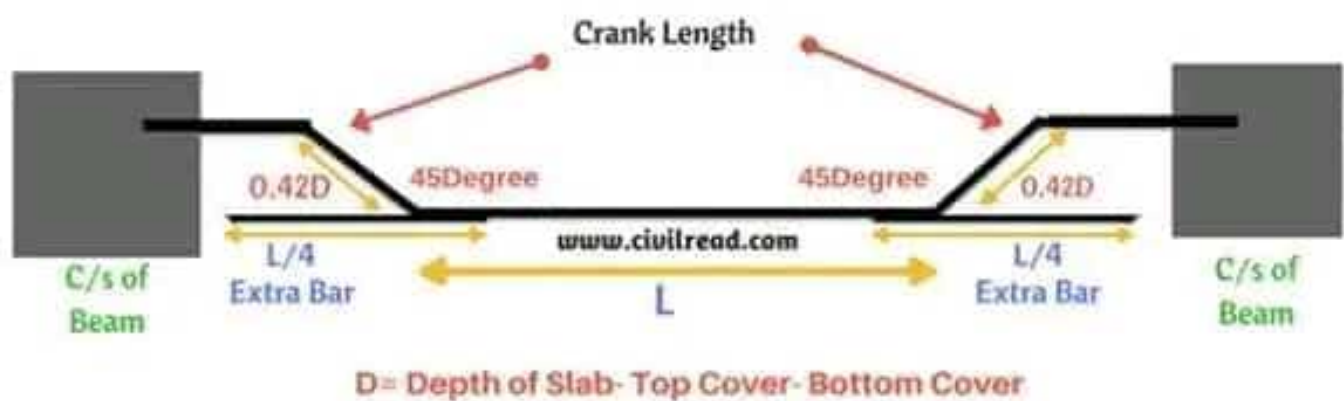 Crank Length
0.42D
45Degree
45Degree
0.42D
www.civilread.com
L/4
Extra Bar
L/4
Extra Bar
L
C/s of
Beam
C/s of
Beam
D= Depth of Slab- Top Cover- Bottom Cover